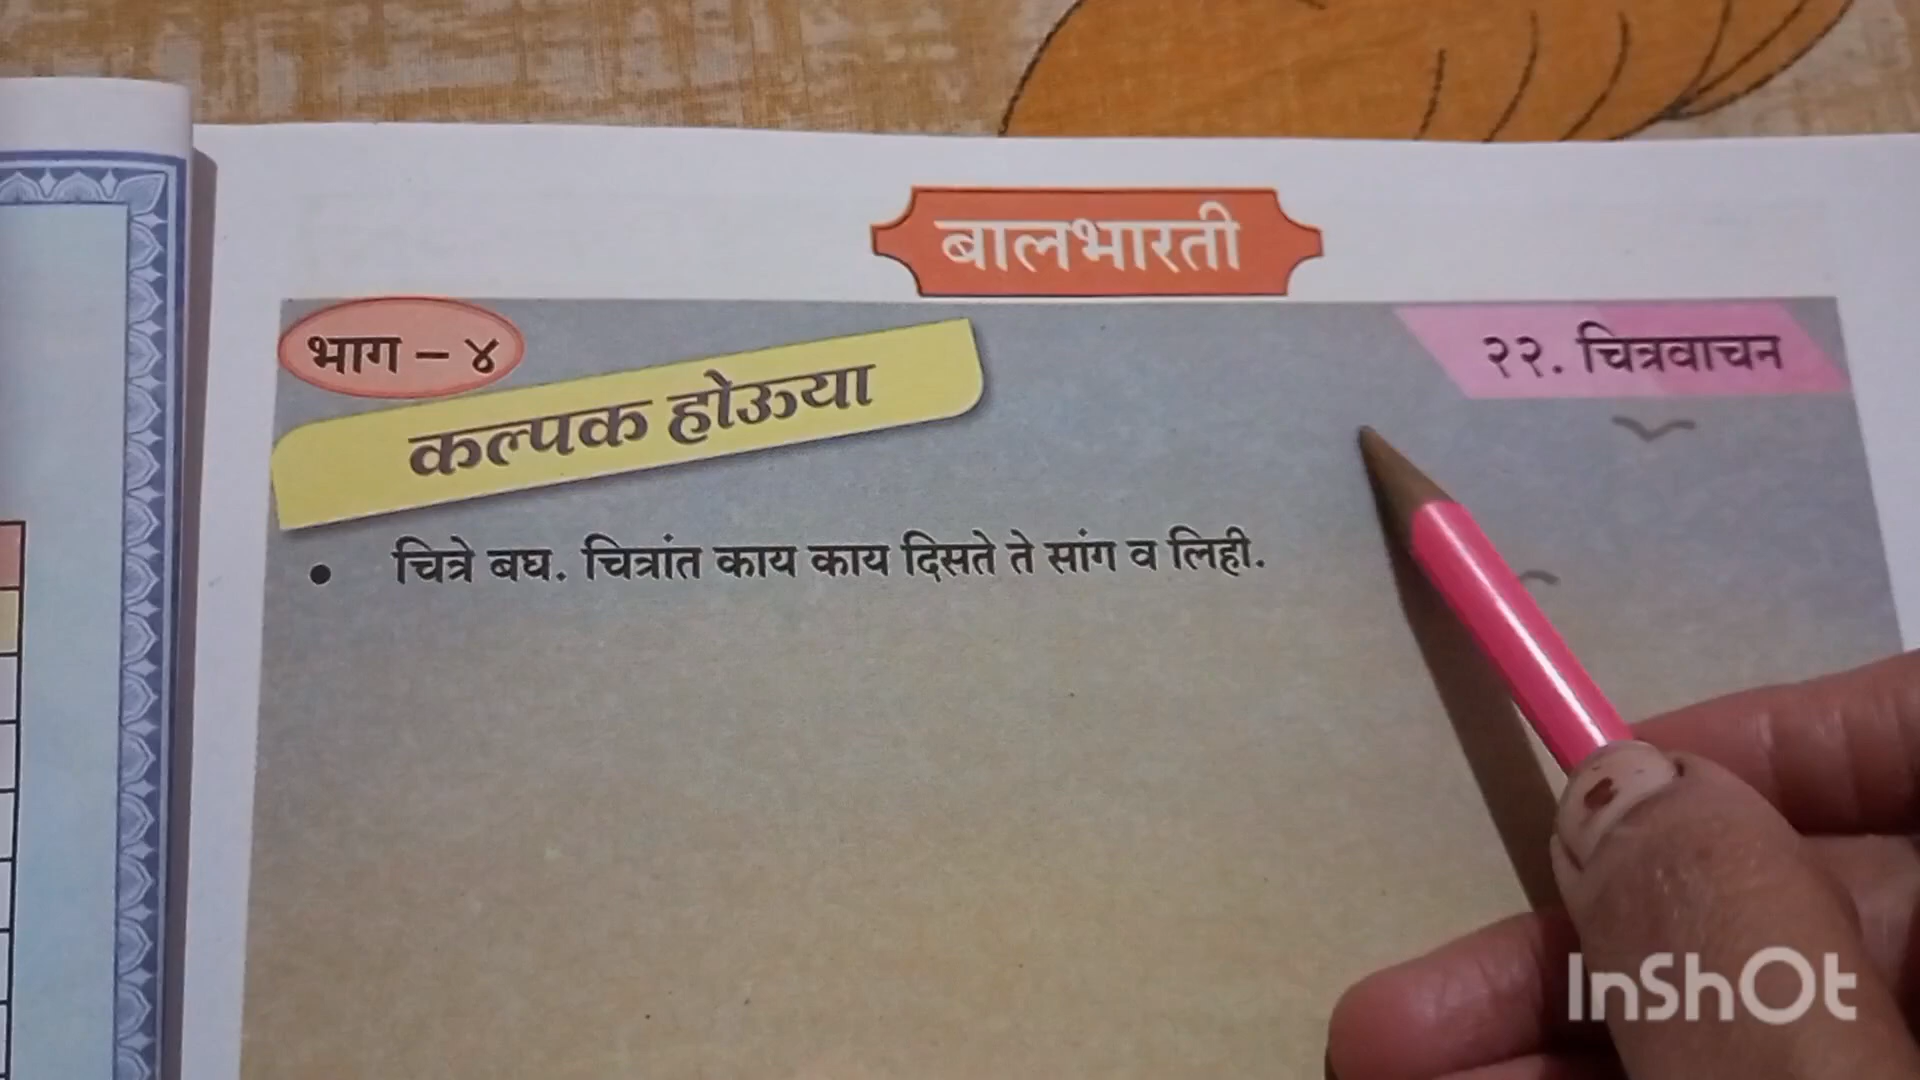 बालभारती
भाग – ४
२२. चित्रवाचन
कल्पक होऊया
• चित्रे बघ. चित्रांत काय काय दिसते ते सांग व लिही.
InShOt